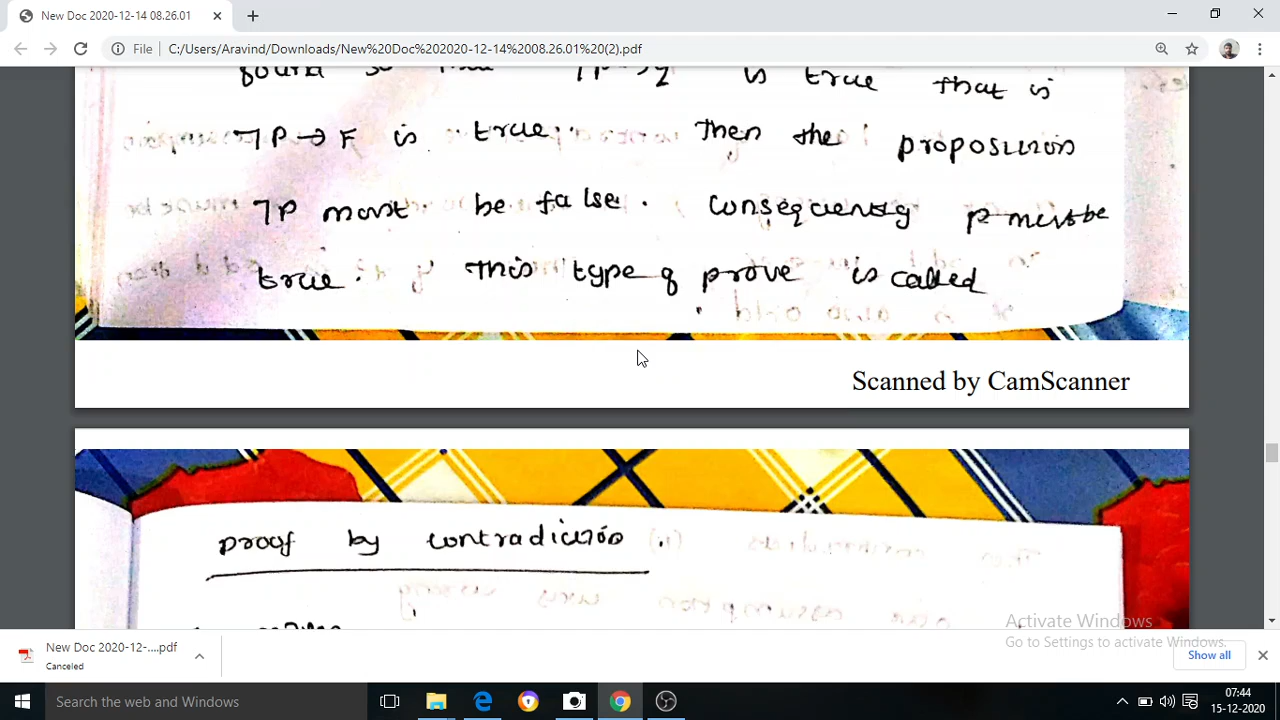 New Doc 2020-12-14 08.26.01
File | C:/Users/Aravind/Downloads/New%20Doc%202020-12-14%2008.26.01%20(2).pdf
found so that is true that is
¬P → F is true. Then the proposition
¬P must be false. Consequently P must be
true. This type of prove is called
Scanned by CamScanner
proof by contradiction.
Activate Windows
Go to Settings to activate Windows.
New Doc 2020-12-....pdf
Canceled
Show all
Search the web and Windows
07:44
15-12-2020